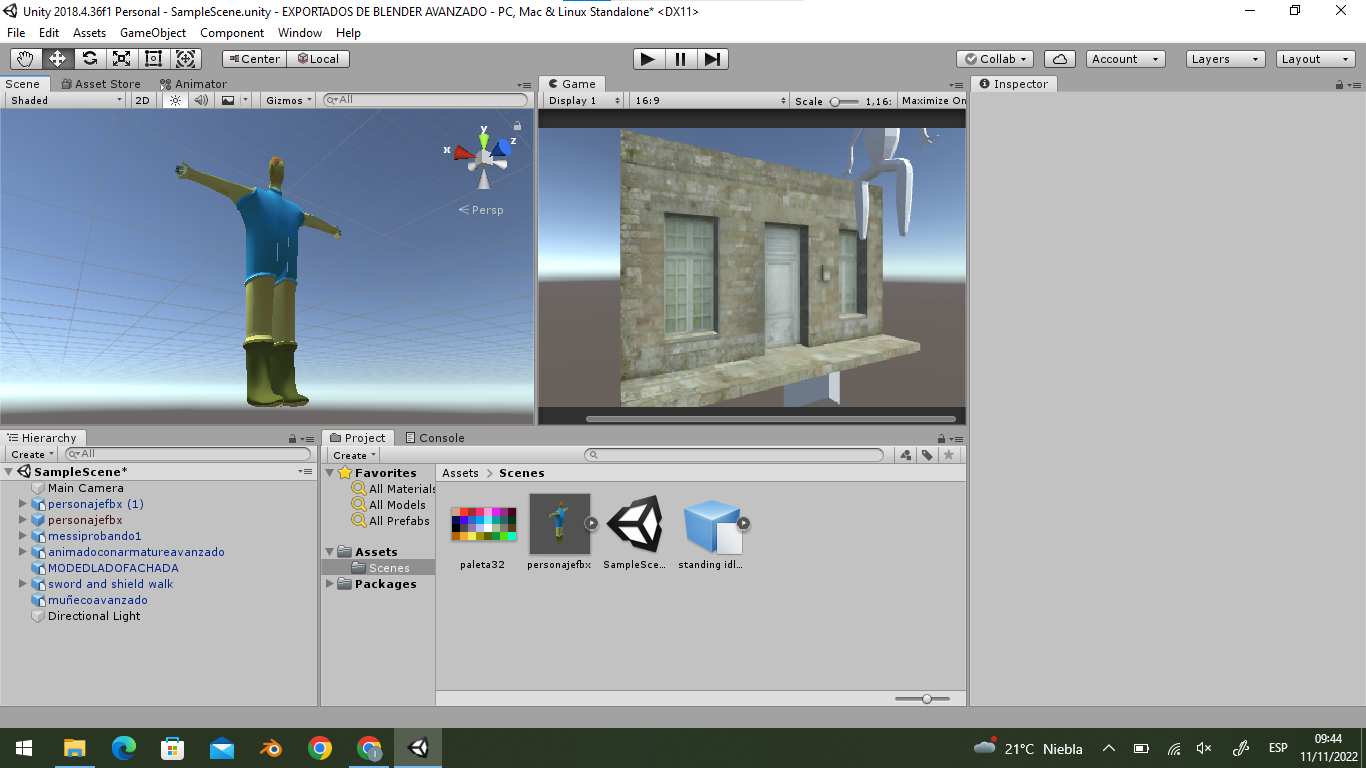 Unity 2018.4.36f1 Personal - SampleScene.unity - EXPORTADOS DE BLENDER AVANZADO - PC, Mac & Linux Standalone* <DX11>
File Edit Assets GameObject Component Window Help
Center Local Collab Account Layers Layout
Scene Asset Store Animator
Shaded 2D Gizmos All
y
x
z
Persp
Game
Display 1 16:9 Scale 1,16: Maximize On
Inspector
Hierarchy
Create All
SampleScene*
Main Camera
personajefbx (1)
personajefbx
messiprobando1
animadoconarmatureavanzado
MODEDLADOFACHADA
sword and shield walk
muñecoavanzado
Directional Light
Project Console
Create
Favorites
All Materials
All Models
All Prefabs
Assets
Scenes
Packages
Assets > Scenes
paleta32 personajefbx SampleSce... standing idl...
21°C Niebla
ESP
09:44
11/11/2022